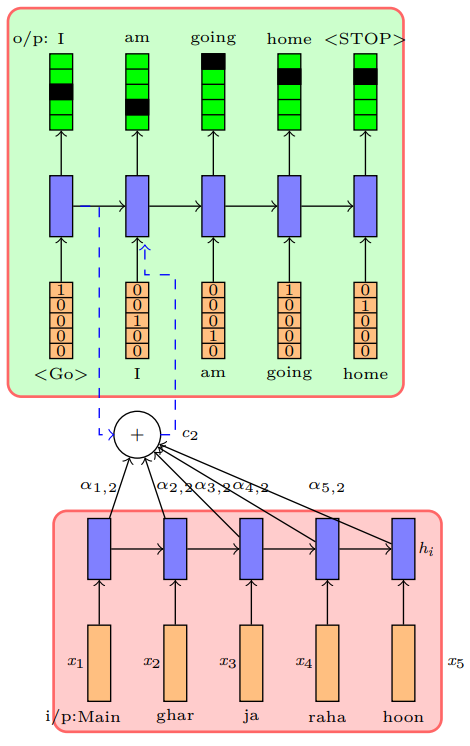 o/p: I am going home <STOP>
1 0 0 1 0
0 0 0 0 1
0 1 0 0 0
0 0 1 0 0
0 0 0 0 0
<Go> I am going home
+ c₂
α₁,₂ α₂,₂ α₃,₂ α₄,₂ α₅,₂
hᵢ
x₁ x₂ x₃ x₄ x₅
i/p: Main ghar ja raha hoon